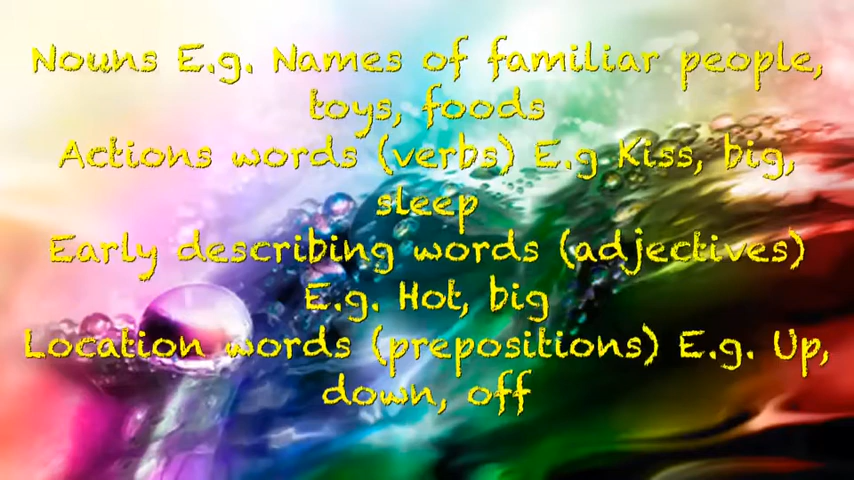 Nouns E.g. Names of familiar people,
toys, foods
Actions words (verbs) E.g Kiss, big,
sleep
Early describing words (adjectives)
E.g. Hot, big
Location words (prepositions) E.g. Up,
down, off